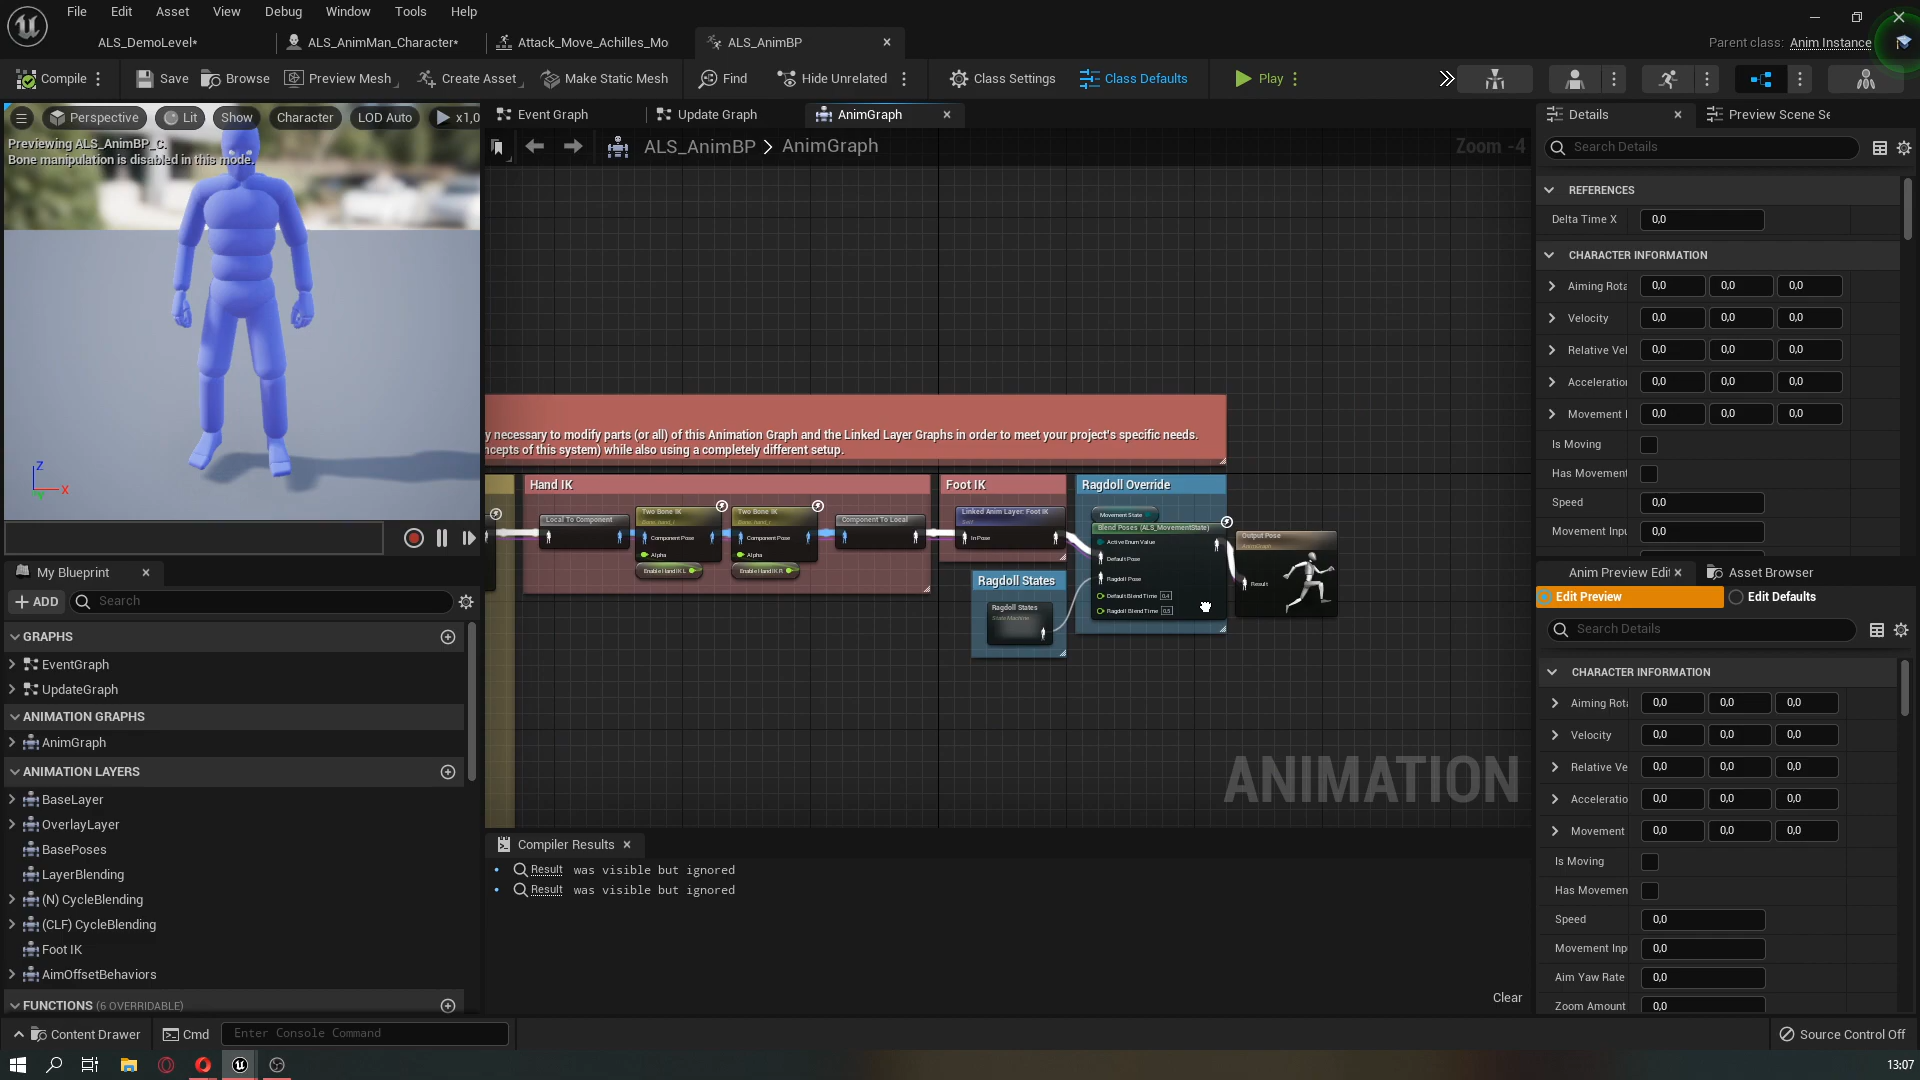 File Edit Asset View Debug Window Tools Help
ALS_DemoLevel* ALS_AnimMan_Character* Attack_Move_Achilles_Mo ALS_AnimBP
Parent class: Anim Instance
Compile Save Browse Preview Mesh Create Asset Make Static Mesh Find Hide Unrelated Class Settings Class Defaults Play
Perspective Lit Show Character LOD Auto x1,0
Previewing ALS_AnimBP_C.
Bone manipulation is disabled in this mode.
Z
X
Y
Event Graph Update Graph AnimGraph
ALS_AnimBP > AnimGraph
Zoom -4
y necessary to modify parts (or all) of this Animation Graph and the Linked Layer Graphs in order to meet your project's specific needs.
ncepts of this system) while also using a completely different setup.
Hand IK
Local To Component
Two Bone IK
Component Pose
Alpha
Enable Hand IK L
Two Bone IK
Component Pose
Alpha
Enable Hand IK R
Component To Local
Foot IK
Linked Anim Layer: Foot IK
Self
In Pose
Ragdoll Override
Movement State
Blend Poses (ALS_MovementState)
Active Enum Value
Default Pose
Ragdoll Pose
Default Blend Time 0,4
Ragdoll Blend Time 0,5
Ragdoll States
Ragdoll States
State Machine
Output Pose
AnimGraph
Result
ANIMATION
Compiler Results
Result was visible but ignored
Result was visible but ignored
Clear
My Blueprint
ADD Search
GRAPHS
EventGraph
UpdateGraph
ANIMATION GRAPHS
AnimGraph
ANIMATION LAYERS
BaseLayer
OverlayLayer
BasePoses
LayerBlending
(N) CycleBlending
(CLF) CycleBlending
Foot IK
AimOffsetBehaviors
FUNCTIONS (6 OVERRIDABLE)
Details Preview Scene Se
Search Details
REFERENCES
Delta Time X 0,0
CHARACTER INFORMATION
Aiming Rota 0,0 0,0 0,0
Velocity 0,0 0,0 0,0
Relative Vel 0,0 0,0 0,0
Acceleration 0,0 0,0 0,0
Movement I 0,0 0,0 0,0
Is Moving
Has Movement
Speed 0,0
Movement Inpu 0,0
Anim Preview Edit Asset Browser
Edit Preview Edit Defaults
Search Details
CHARACTER INFORMATION
Aiming Rota 0,0 0,0 0,0
Velocity 0,0 0,0 0,0
Relative Ve 0,0 0,0 0,0
Acceleratio 0,0 0,0 0,0
Movement 0,0 0,0 0,0
Is Moving
Has Movemen
Speed 0,0
Movement Inpu 0,0
Aim Yaw Rate 0,0
Zoom Amount 0,0
Content Drawer Cmd Enter Console Command
Source Control Off
13:07